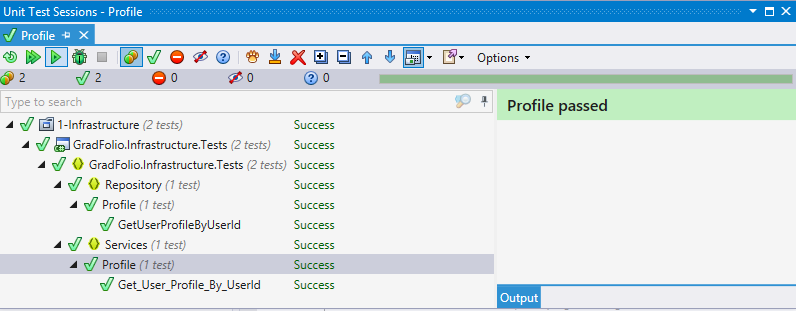 Unit Test Sessions - Profile
Profile
Options
2 2 0 0 0
Type to search
Profile passed
1-Infrastructure (2 tests) Success
GradFolio.Infrastructure.Tests (2 tests) Success
GradFolio.Infrastructure.Tests (2 tests) Success
Repository (1 test) Success
Profile (1 test) Success
GetUserProfileByUserId Success
Services (1 test) Success
Profile (1 test) Success
Get_User_Profile_By_UserId Success
Output